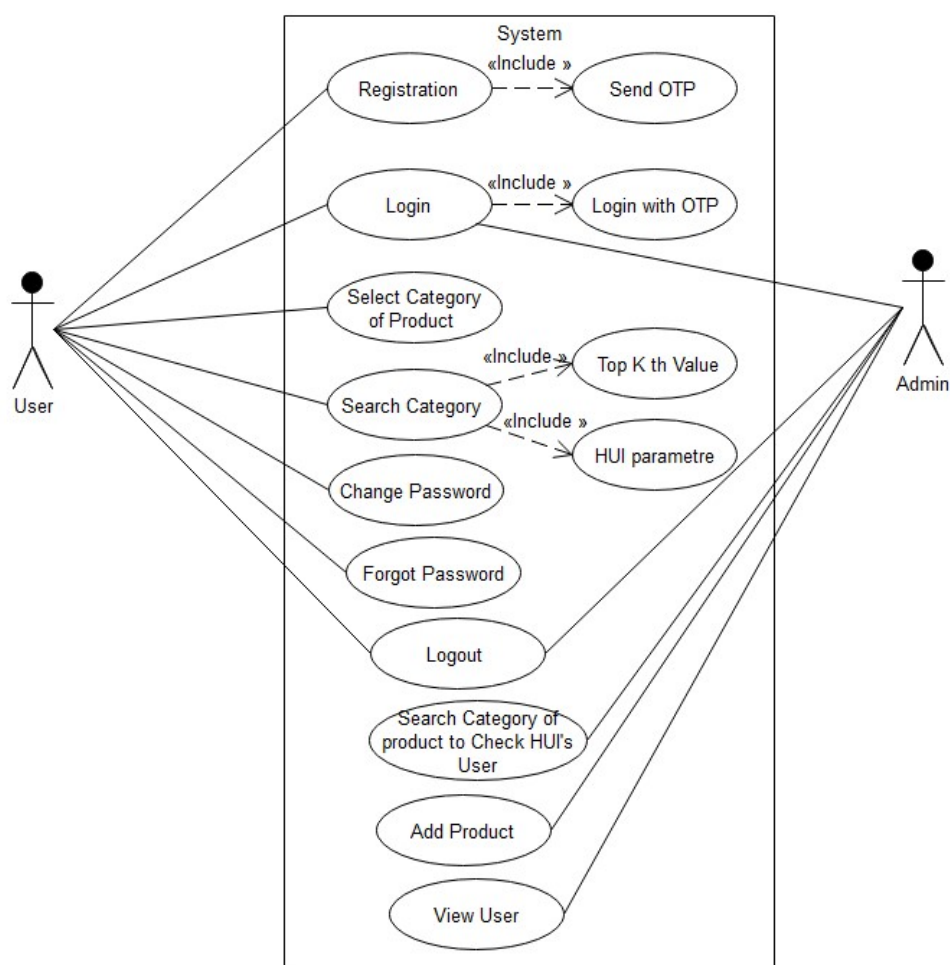 System
«Include »
Registration
Send OTP
«Include »
Login
Login with OTP
Select Category
of Product
«Include »
Top K th Value
Search Category
«Include »
HUI parametre
User
Admin
Change Password
Forgot Password
Logout
Search Category of
product to Check HUI's
User
Add Product
View User